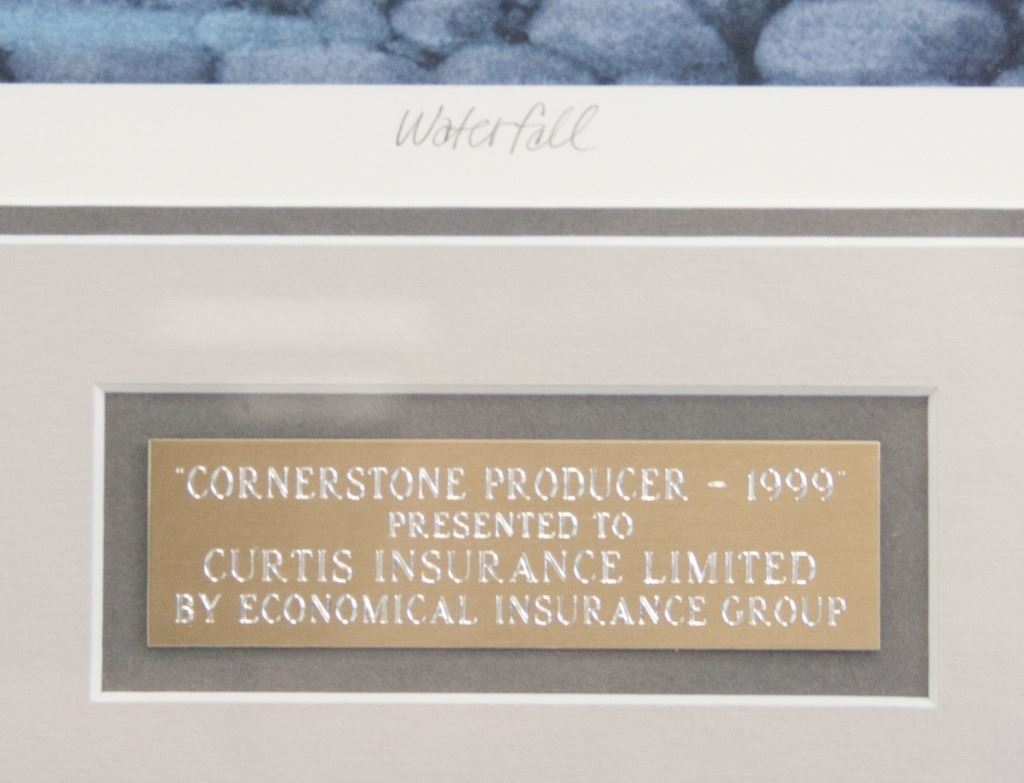 Waterfall
"CORNERSTONE PRODUCER - 1999"
PRESENTED TO
CURTIS INSURANCE LIMITED
BY ECONOMICAL INSURANCE GROUP